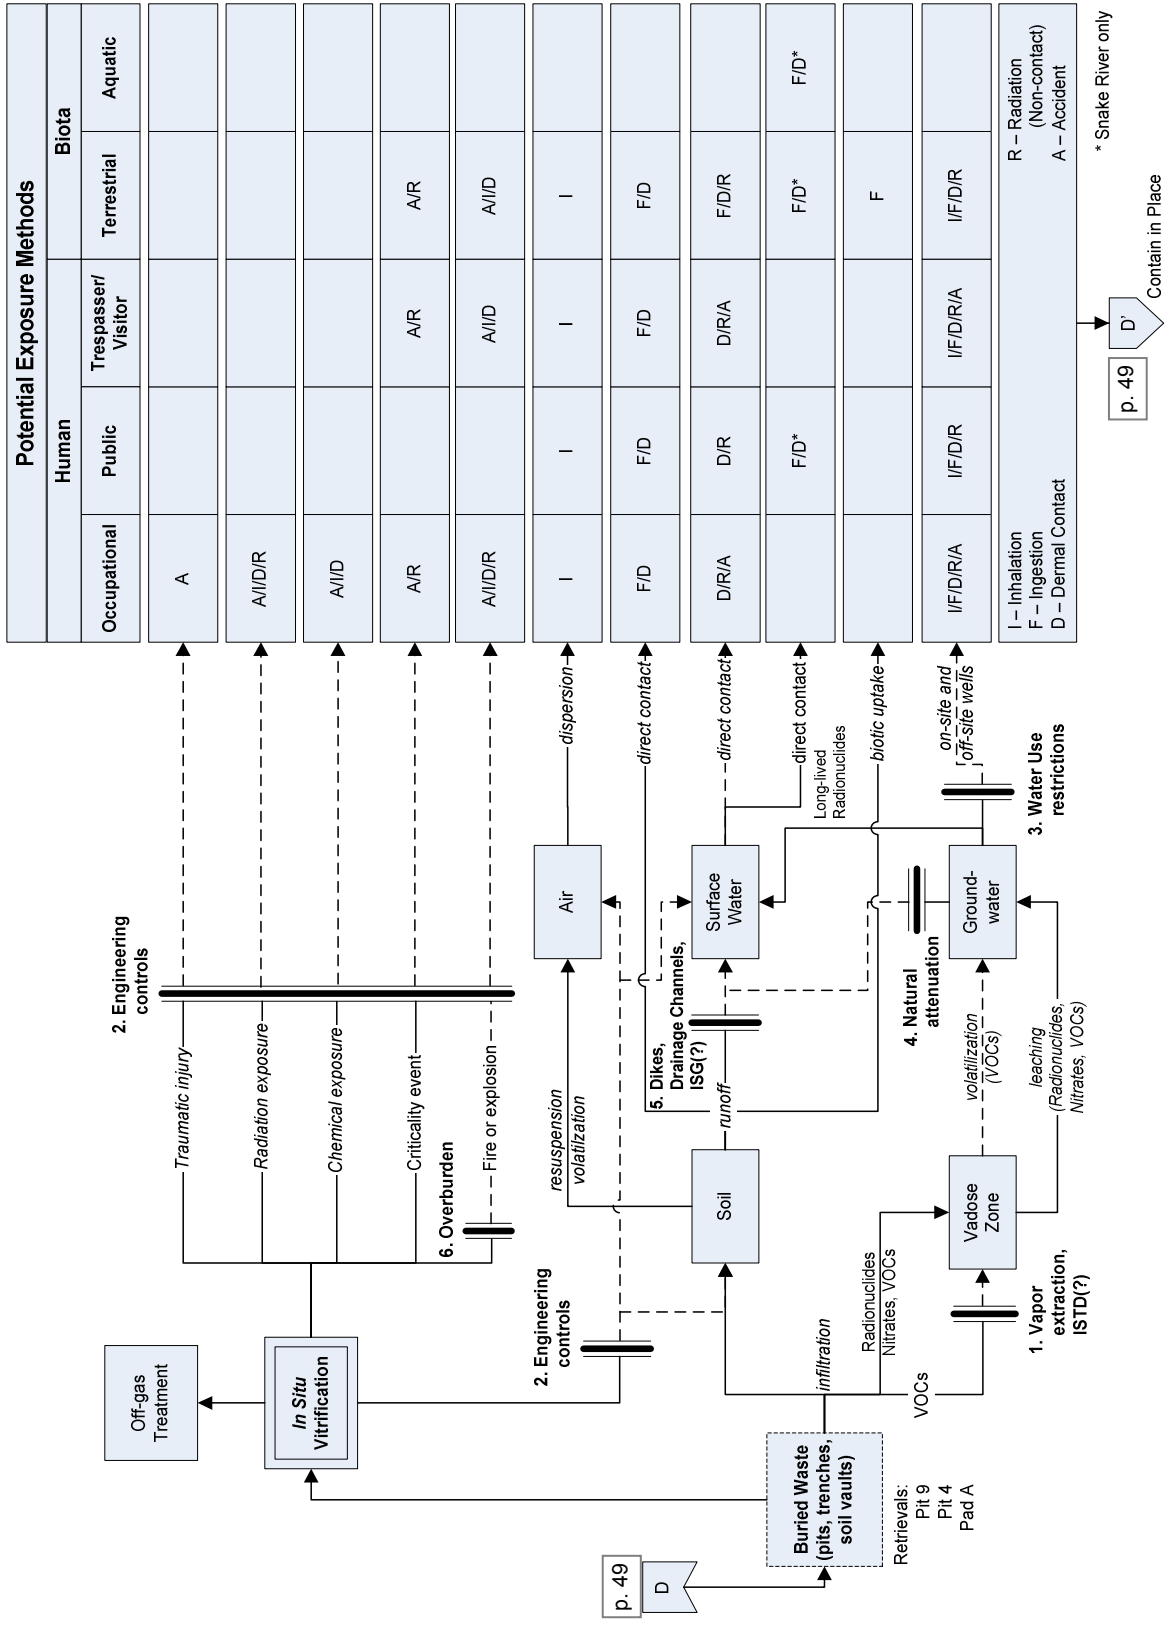 Potential Exposure Methods
Human
Biota
Occupational
Public
Trespasser/
Visitor
Terrestrial
Aquatic
p. 49
D
Buried Waste
(pits, trenches,
soil vaults)
Retrievals:
Pit 9
Pit 4
Pad A
Off-gas
Treatment
In Situ
Vitrification
2. Engineering
controls
Traumatic injury
A
Radiation exposure
A/I/D/R
Chemical exposure
A/I/D
Criticality event
A/R
A/R
A/R
6. Overburden
Fire or explosion
A/I/D/R
A/I/D
A/I/D
2. Engineering
controls
resuspension
volatilzation
Air
dispersion
I
I
I
I
direct contact
F/D
F/D
F/D
F/D
infiltration
Soil
runoff
5. Dikes,
Drainage Channels,
ISG(?)
Surface
Water
direct contact
D/R/A
D/R
D/R/A
F/D/R
direct contact
Long-lived
Radionuclides
F/D*
F/D*
F/D*
biotic uptake
F
Radionuclides
Nitrates, VOCs
VOCs
1. Vapor
extraction,
ISTD(?)
Vadose
Zone
volatilization
(VOCs)
leaching
(Radionuclides,
Nitrates, VOCs)
4. Natural
attenuation
Ground-
water
3. Water Use
restrictions
on-site and
off-site wells
I/F/D/R/A
I/F/D/R
I/F/D/R/A
I/F/D/R
I – Inhalation
F – Ingestion
D – Dermal Contact
R – Radiation
(Non-contact)
A – Accident
* Snake River only
p. 49
D'
Contain in Place